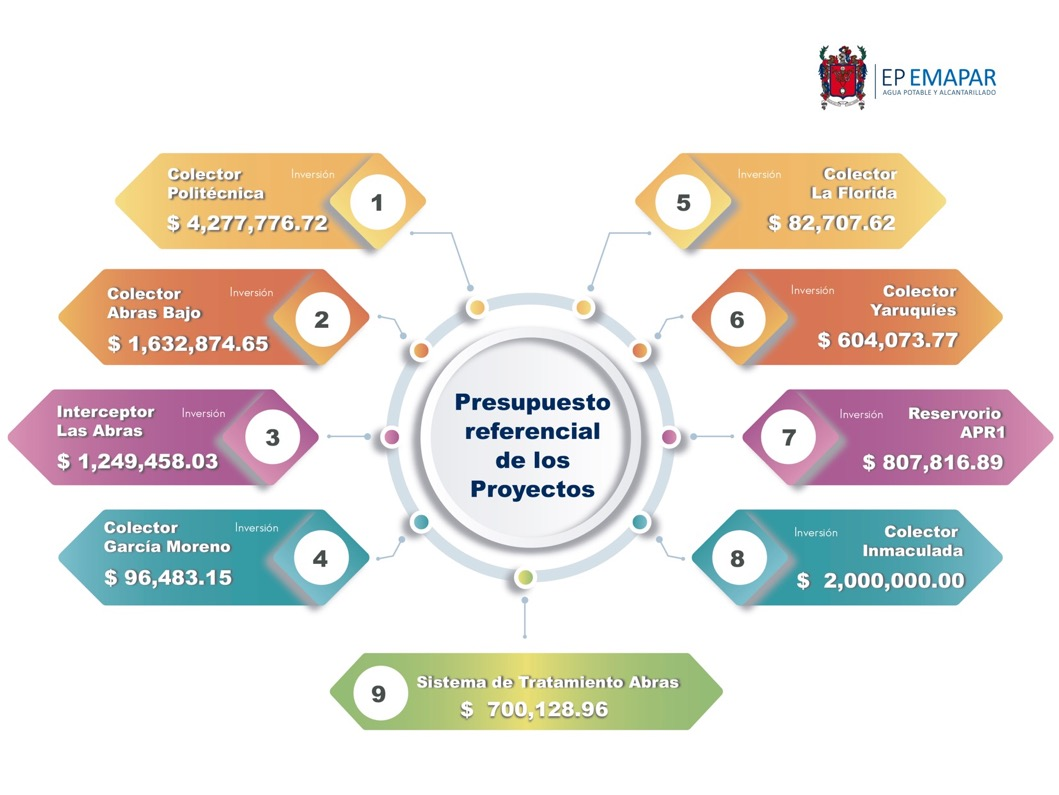 EP EMAPAR
AGUA POTABLE Y ALCANTARILLADO
Colector
Politécnica
Inversión
$ 4,277,776.72
1
Colector
Abras Bajo
Inversión
$ 1,632,874.65
2
Interceptor
Las Abras
Inversión
$ 1,249,458.03
3
Colector
García Moreno
Inversión
$ 96,483.15
4
Presupuesto
referencial
de los
Proyectos
5
Inversión
Colector
La Florida
$ 82,707.62
6
Inversión
Colector
Yaruquíes
$ 604,073.77
7
Inversión
Reservorio
APR1
$ 807,816.89
8
Inversión
Colector
Inmaculada
$ 2,000,000.00
9
Sistema de Tratamiento Abras
$ 700,128.96